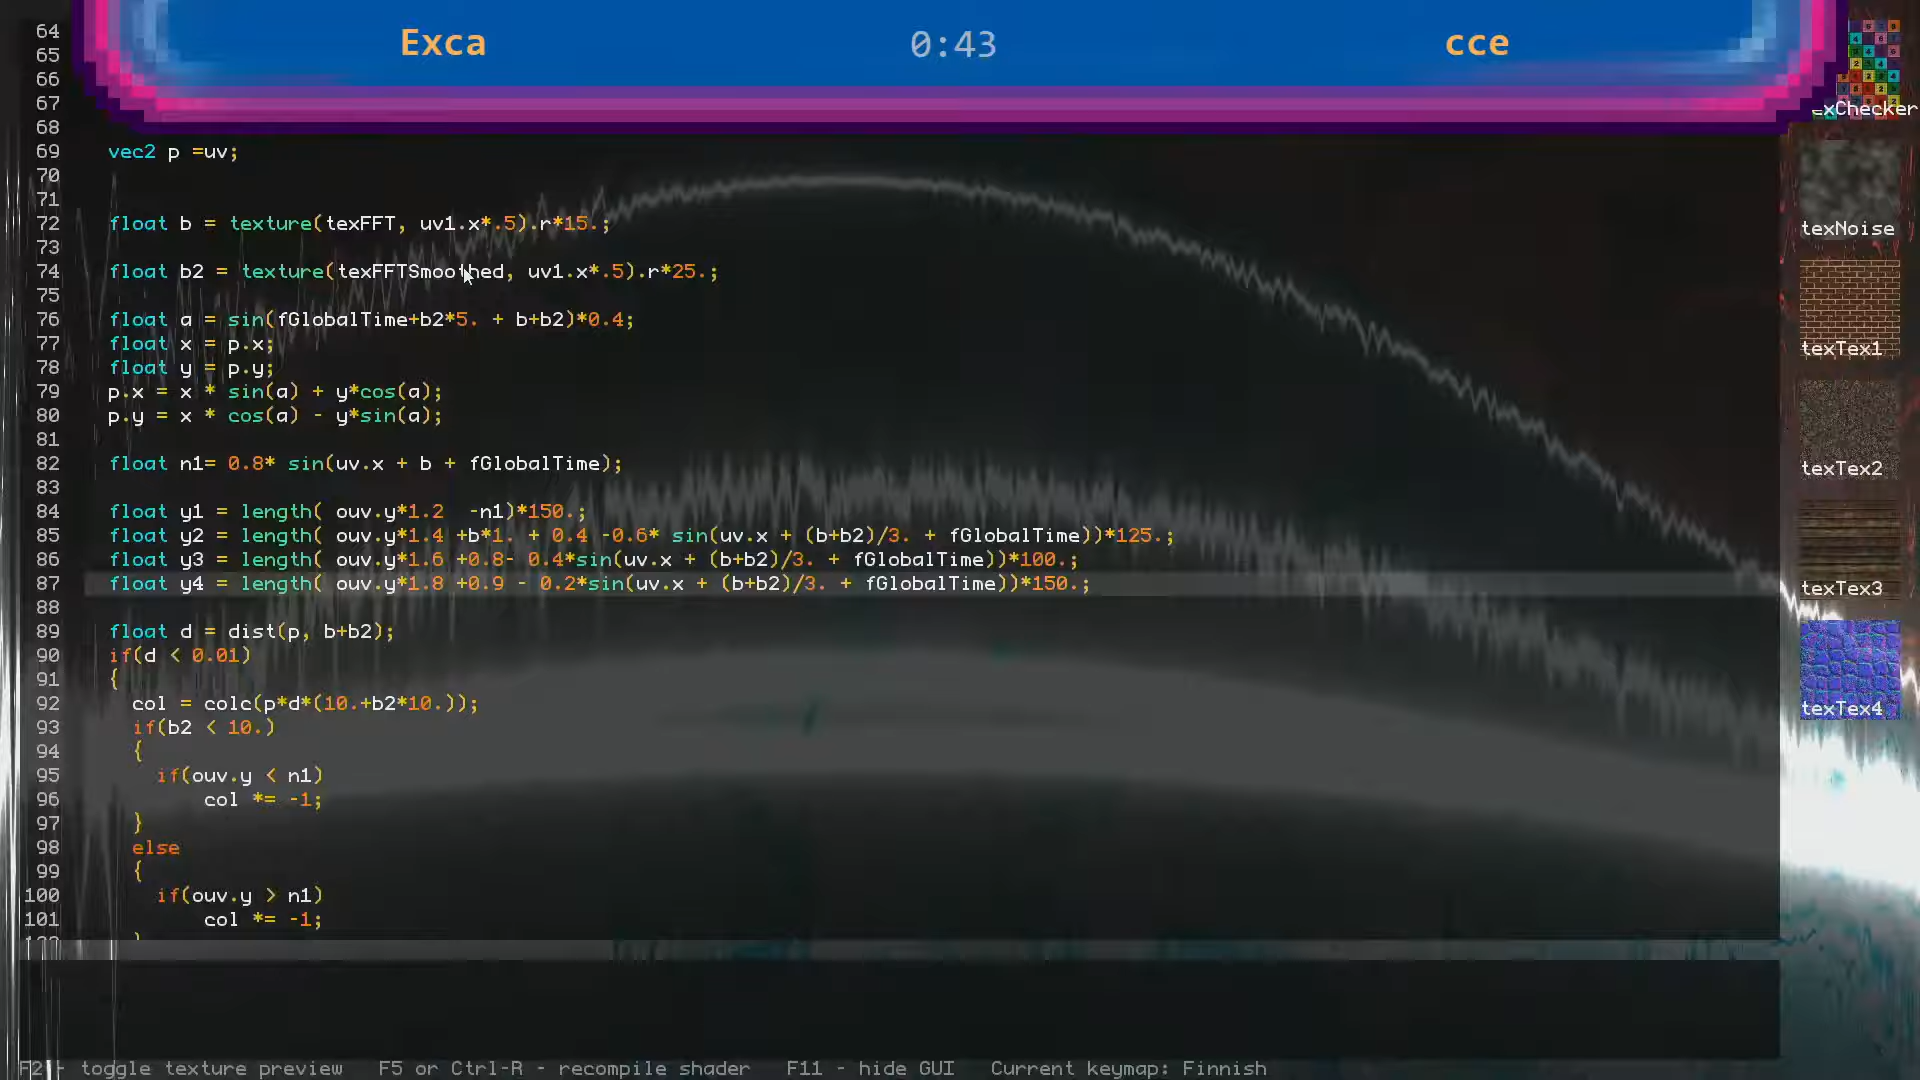 Exca 0:43 cce
64
65
66
67
68
69 vec2 p =uv;
70
71
72 float b = texture(texFFT, uv1.x*.5).r*15.;
73
74 float b2 = texture(texFFTSmoothed, uv1.x*.5).r*25.;
75
76 float a = sin(fGlobalTime+b2*5. + b+b2)*0.4;
77 float x = p.x;
78 float y = p.y;
79 p.x = x * sin(a) + y*cos(a);
80 p.y = x * cos(a) - y*sin(a);
81
82 float n1= 0.8* sin(uv.x + b + fGlobalTime);
83
84 float y1 = length( ouv.y*1.2  -n1)*150.;
85 float y2 = length( ouv.y*1.4 +b*1. + 0.4 -0.6* sin(uv.x + (b+b2)/3. + fGlobalTime))*125.;
86 float y3 = length( ouv.y*1.6 +0.8- 0.4*sin(uv.x + (b+b2)/3. + fGlobalTime))*100.;
87 float y4 = length( ouv.y*1.8 +0.9 - 0.2*sin(uv.x + (b+b2)/3. + fGlobalTime))*150.;
88
89 float d = dist(p, b+b2);
90 if(d < 0.01)
91 {
92 col = colc(p*d*(10.+b2*10.));
93 if(b2 < 10.)
94 {
95 if(ouv.y < n1)
96 col *= -1;
97 }
98 else
99 {
100 if(ouv.y > n1)
101 col *= -1;
texNoise
texTex1
texTex2
texTex3
texTex4
F2 - toggle texture preview   F5 or Ctrl-R - recompile shader   F11 - hide GUI   Current keymap: Finnish